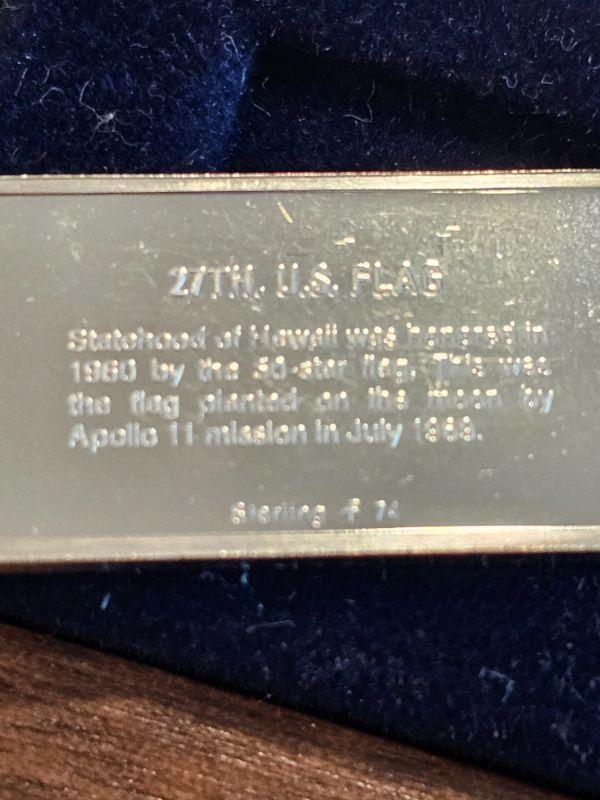 27TH. U.S. FLAG
Statehood of Hawaii was honored in
1960 by the 50-star flag. This was
the flag planted on the moon by
Apollo 11 mission in July 1969.
Sterling